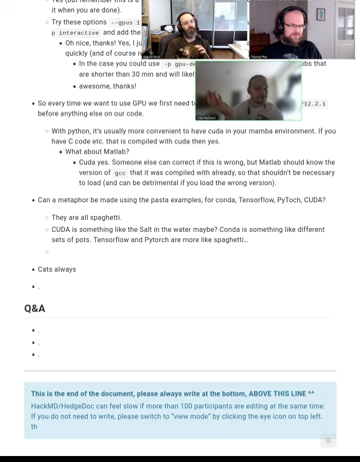 it when you are done).
Try these options --gpus 1
p interactive and add the
Oh nice, thanks! Yes, I ju
quickly (and of course r
In the case you could use -p gpu-de obs that
are shorter than 30 min and will likel
awesome, thanks!
So every time we want to use GPU we first need t /12.2.1
before anything else on our code.
With python, it's usually more convenient to have cuda in your mamba environment. If you
have C code etc. that is compiled with cuda then yes.
What about Matlab?
Cuda yes. Someone else can correct if this is wrong, but Matlab should know the
version of gcc that it was compiled with already, so that shouldn't be necessary
to load (and can be detrimental if you load the wrong version).
Can a metaphor be made using the pasta examples, for conda, Tensorflow, PyToch, CUDA?
They are all spaghetti.
CUDA is something like the Salt in the water maybe? Conda is something like different
sets of pots. Tensorflow and Pytorch are more like spaghetti...
Cats always
.
Q&A
.
.
.
This is the end of the document, please always write at the bottom, ABOVE THIS LINE ^^
HackMD/HedgeDoc can feel slow if more than 100 participants are editing at the same time:
If you do not need to write, please switch to "view mode" by clicking the eye icon on top left.
th